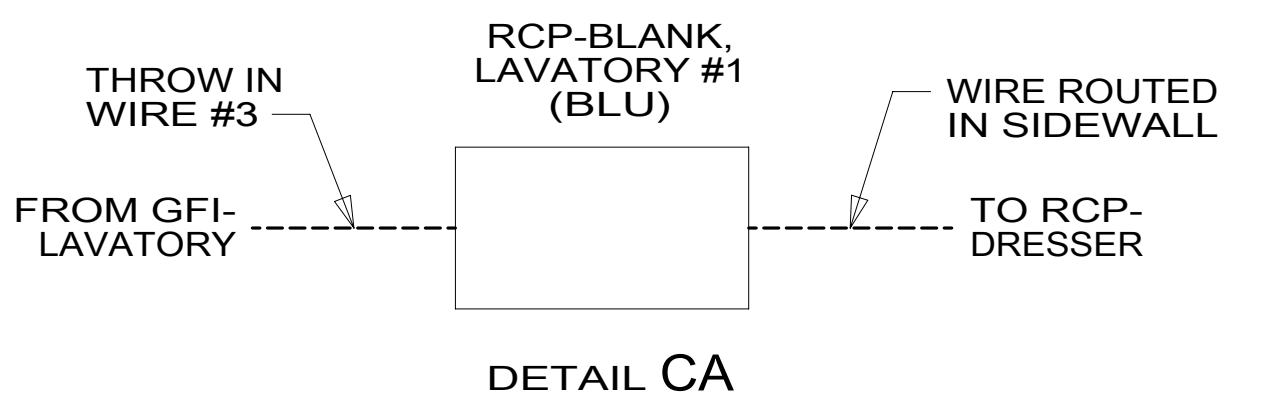 RCP-BLANK,
LAVATORY #1
(BLU)
THROW IN
WIRE #3
WIRE ROUTED
IN SIDEWALL
FROM GFI-
LAVATORY
TO RCP-
DRESSER
DETAIL CA